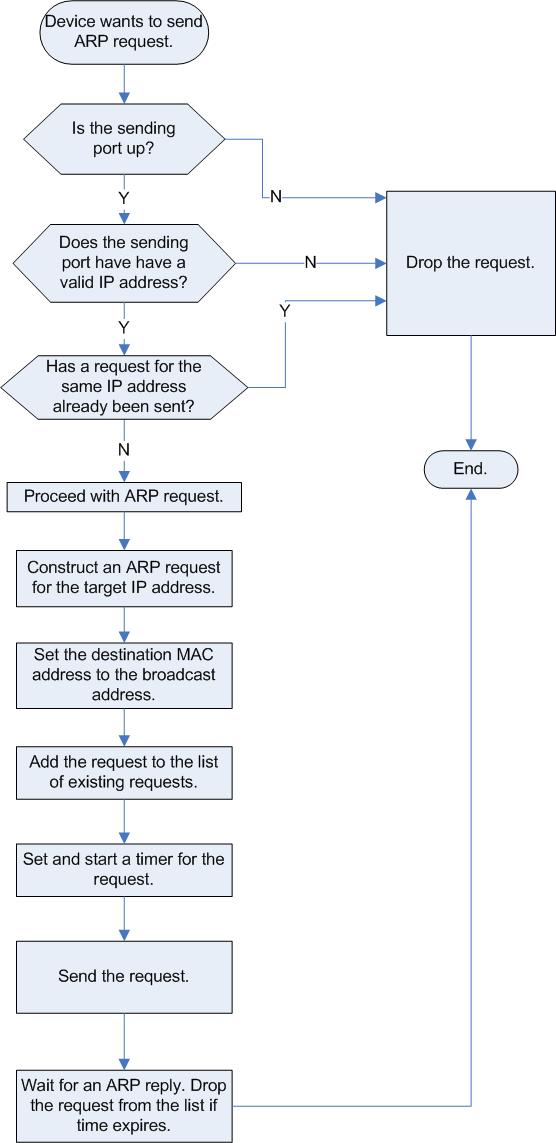 Device wants to send
ARP request.
Is the sending
port up?
N
Y
Does the sending
port have have a
valid IP address?
N
Drop the request.
Y
Y
Has a request for the
same IP address
already been sent?
N
End.
Proceed with ARP request.
Construct an ARP request
for the target IP address.
Set the destination MAC
address to the broadcast
address.
Add the request to the list
of existing requests.
Set and start a timer for the
request.
Send the request.
Wait for an ARP reply. Drop
the request from the list if
time expires.